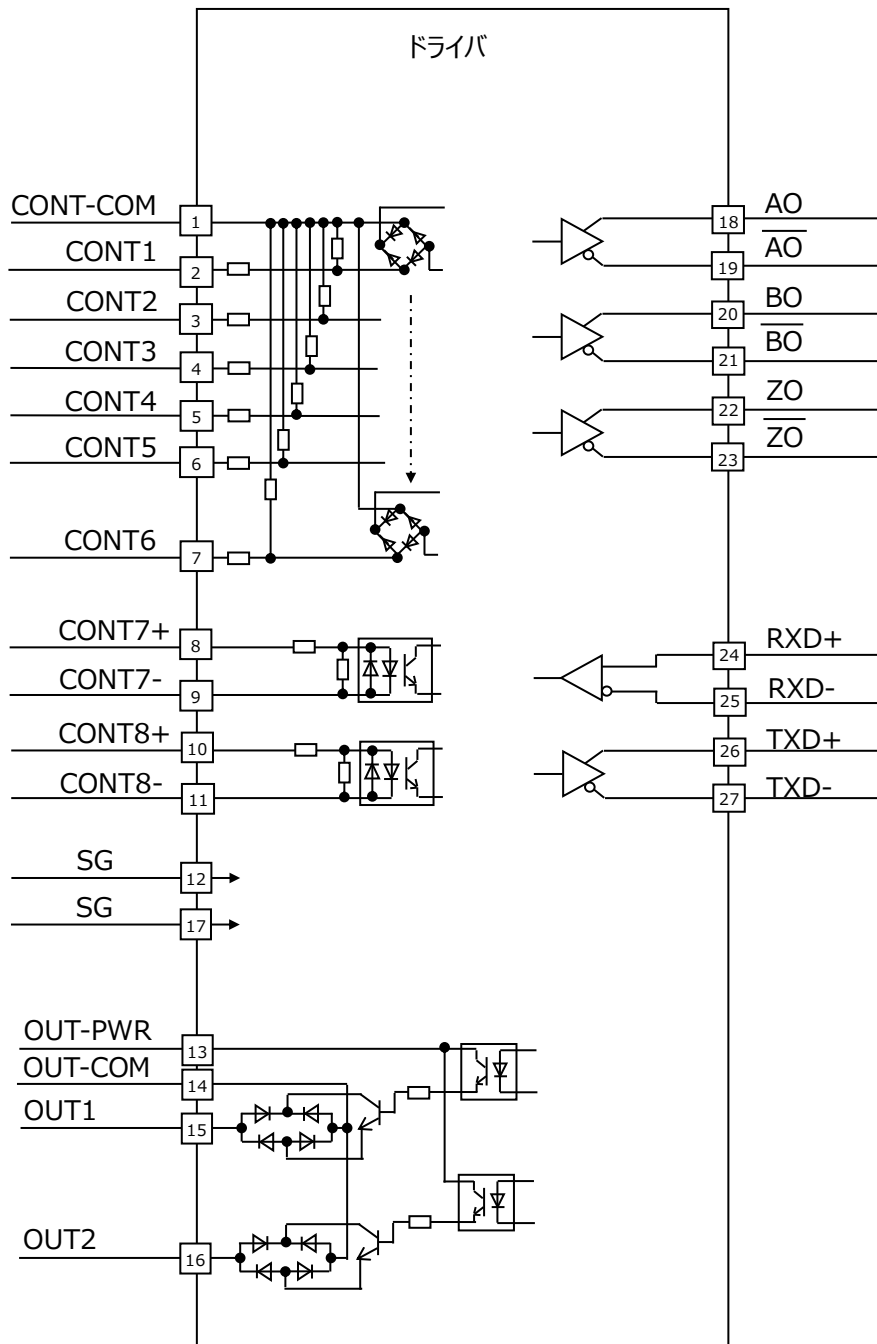 ドライバ
CONT-COM 1
CONT1 2
CONT2 3
CONT3 4
CONT4 5
CONT5 6
CONT6 7
CONT7+ 8
CONT7- 9
CONT8+ 10
CONT8- 11
SG 12
SG 17
OUT-PWR 13
OUT-COM 14
OUT1 15
OUT2 16
18 AO
19 A̅O̅
20 BO
21 B̅O̅
22 ZO
23 Z̅O̅
24 RXD+
25 RXD-
26 TXD+
27 TXD-